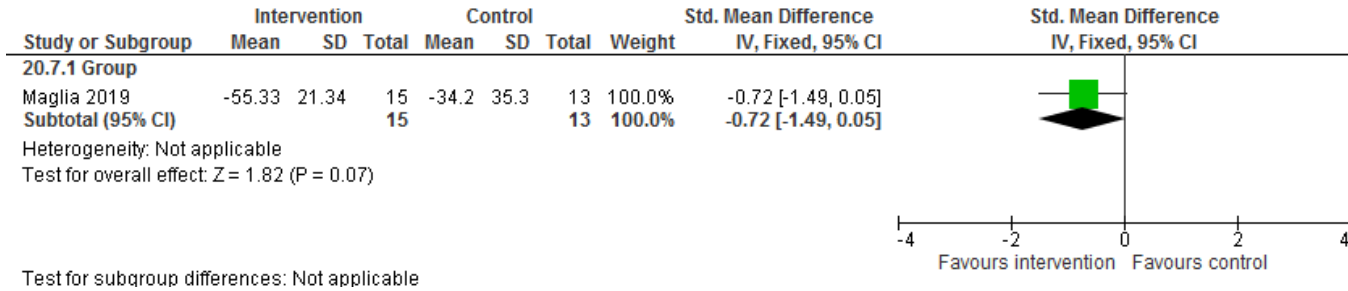 Intervention Control Std. Mean Difference Std. Mean Difference
Study or Subgroup Mean SD Total Mean SD Total Weight IV, Fixed, 95% CI IV, Fixed, 95% CI
20.7.1 Group
Maglia 2019 -55.33 21.34 15 -34.2 35.3 13 100.0% -0.72 [-1.49, 0.05]
Subtotal (95% CI) 15 13 100.0% -0.72 [-1.49, 0.05]
Heterogeneity: Not applicable
Test for overall effect: Z = 1.82 (P = 0.07)
-4 -2 0 2 4
Favours intervention Favours control
Test for subgroup differences: Not applicable